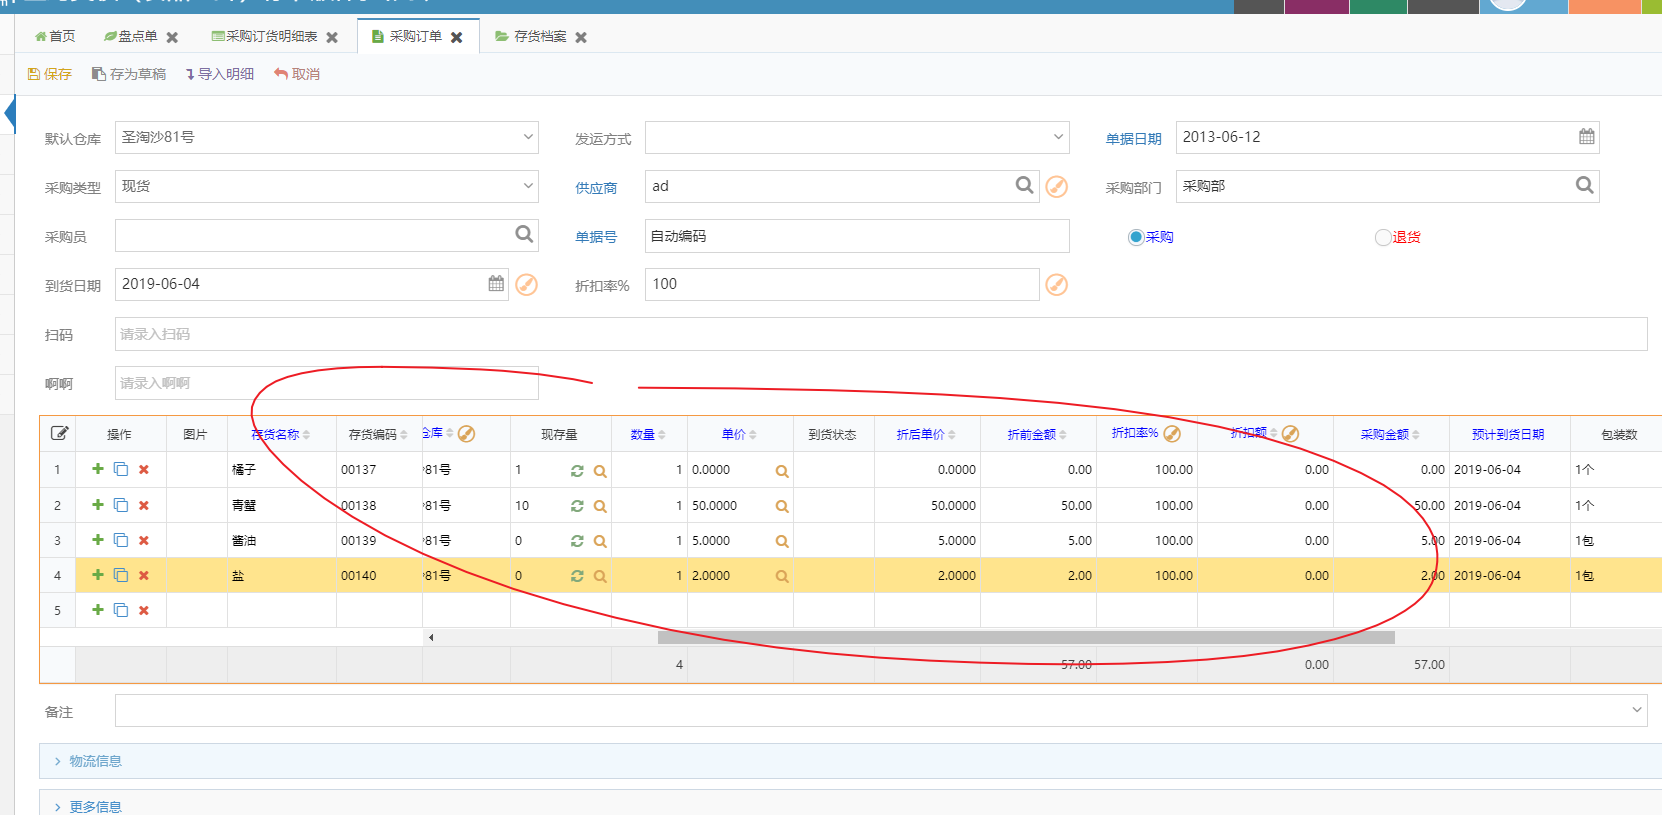 首页 盘点单 采购订货明细表 采购订单 存货档案
保存 存为草稿 导入明细 取消
默认仓库 圣淘沙81号 发运方式 单据日期 2013-06-12
采购类型 现货 供应商 ad 采购部门 采购部
采购员 单据号 自动编码 采购 退货
到货日期 2019-06-04 折扣率% 100
扫码 请录入扫码
啊啊 请录入啊啊
操作 图片 存货名称 存货编码 仓库 现存量 数量 单价 到货状态 折后单价 折前金额 折扣率% 折扣额 采购金额 预计到货日期 包装数
1 橘子 00137 81号 1 1 0.0000 0.0000 0.00 100.00 0.00 0.00 2019-06-04 1个
2 青蟹 00138 81号 10 1 50.0000 50.0000 50.00 100.00 0.00 50.00 2019-06-04 1个
3 酱油 00139 81号 0 1 5.0000 5.0000 5.00 100.00 0.00 5.00 2019-06-04 1包
4 盐 00140 81号 0 1 2.0000 2.0000 2.00 100.00 0.00 2.00 2019-06-04 1包
5
4 57.00 0.00 57.00
备注
物流信息
更多信息